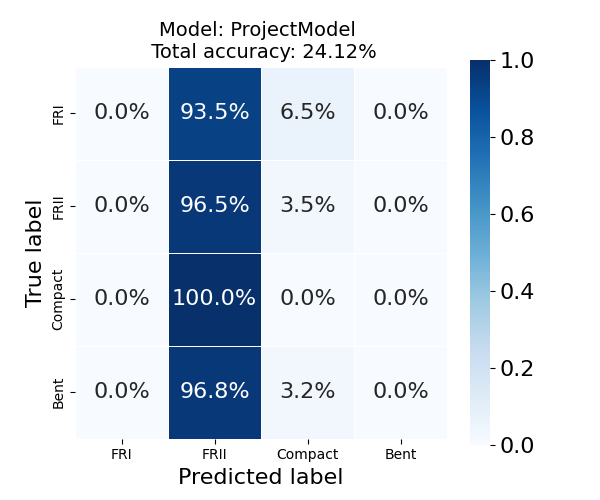 Model: ProjectModel
Total accuracy: 24.12%
True label
FRI
0.0% 93.5% 6.5% 0.0%
FRII
0.0% 96.5% 3.5% 0.0%
Compact
0.0% 100.0% 0.0% 0.0%
Bent
0.0% 96.8% 3.2% 0.0%
FRI FRII Compact Bent
Predicted label
1.0
0.8
0.6
0.4
0.2
0.0